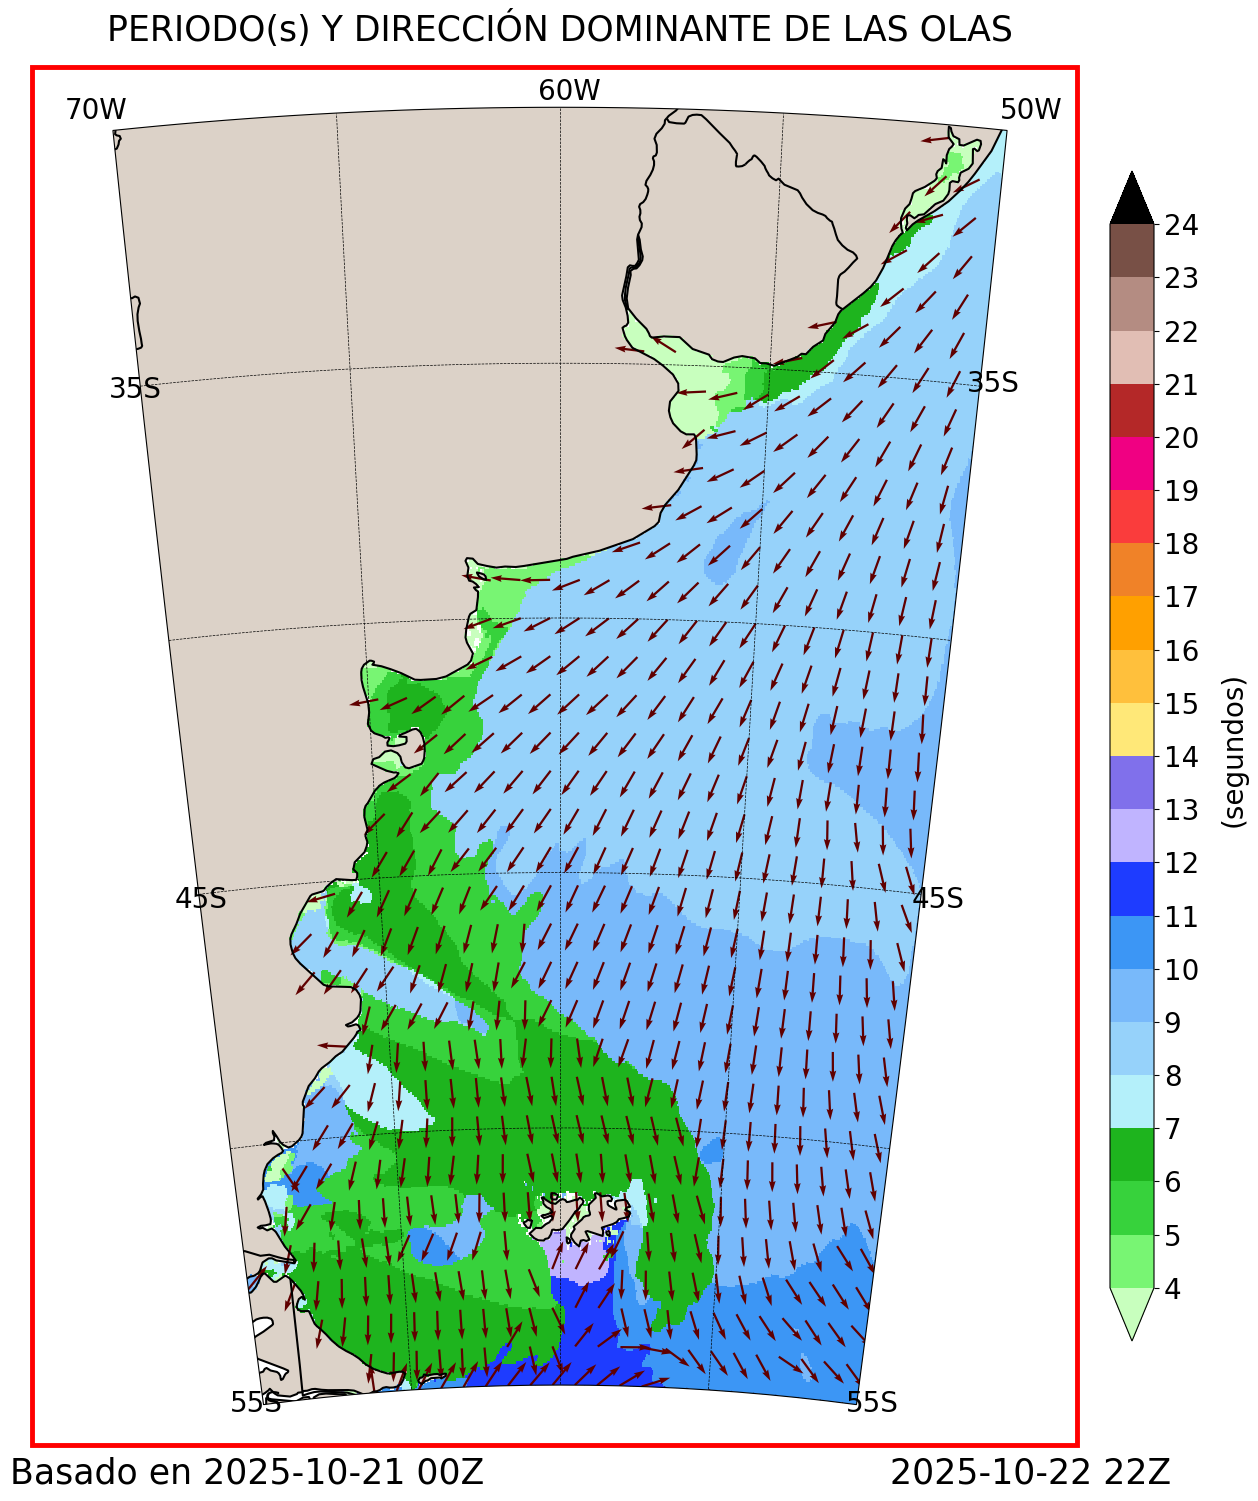 PERIODO(s) Y DIRECCIÓN DOMINANTE DE LAS OLAS
70W
60W
50W
35S
35S
45S
45S
55S
55S
24
23
22
21
20
19
18
17
16
15
14
13
12
11
10
9
8
7
6
5
4
(segundos)
Basado en 2025-10-21 00Z
2025-10-22 22Z